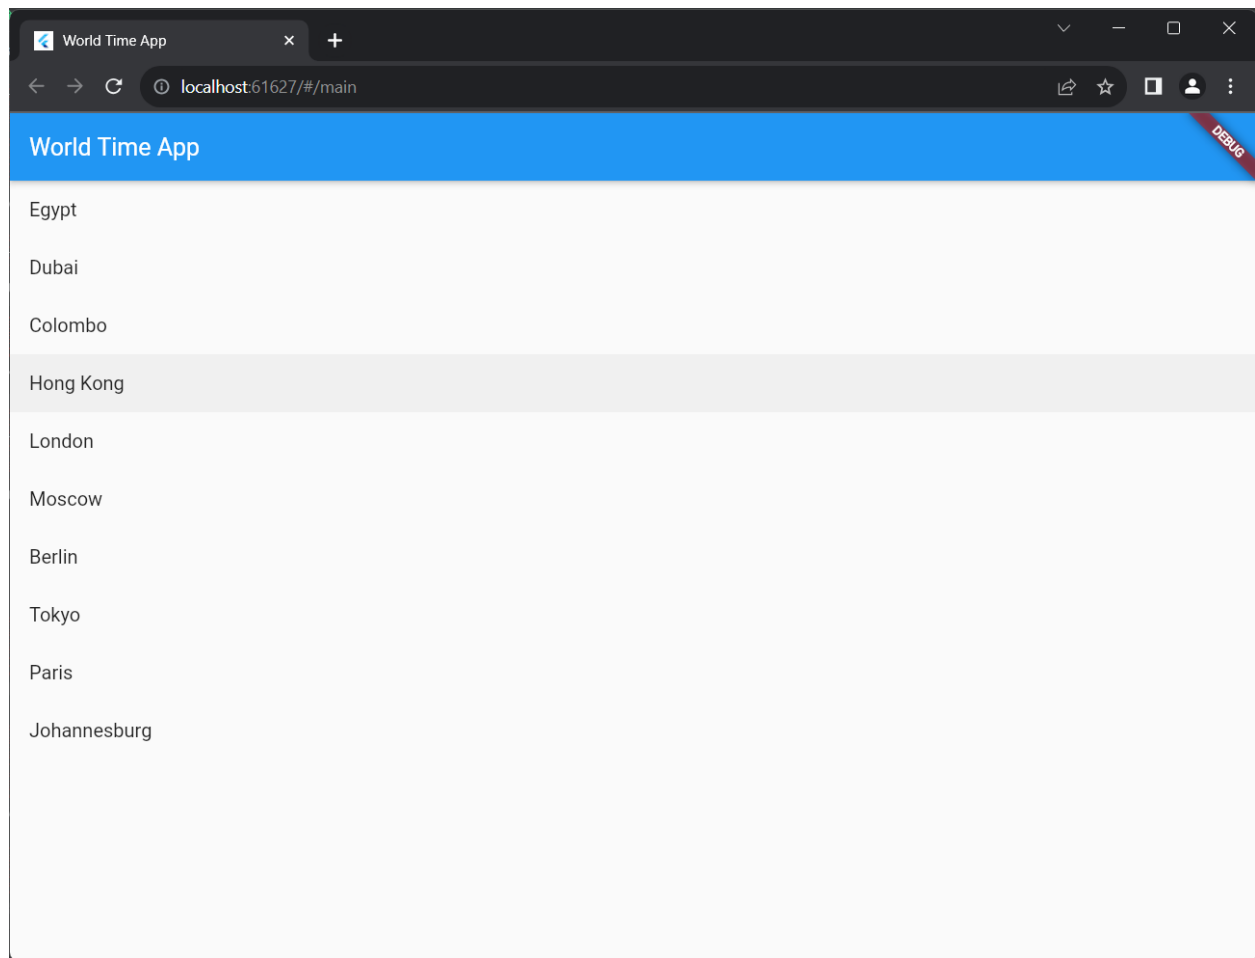 World Time App
localhost:61627/#/main
World Time App
DEBUG
Egypt
Dubai
Colombo
Hong Kong
London
Moscow
Berlin
Tokyo
Paris
Johannesburg